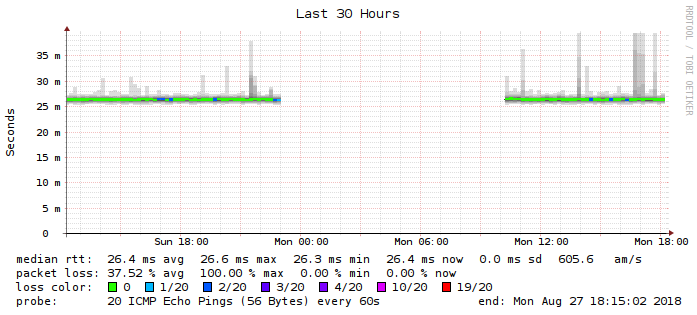 Last 30 Hours
RRDTOOL / TOBI OETIKER
Seconds
35 m
30 m
25 m
20 m
15 m
10 m
5 m
0
Sun 18:00 Mon 00:00 Mon 06:00 Mon 12:00 Mon 18:00
median rtt: 26.4 ms avg 26.6 ms max 26.3 ms min 26.4 ms now 0.0 ms sd 605.6 am/s
packet loss: 37.52 % avg 100.00 % max 0.00 % min 0.00 % now
loss color: 0 1/20 2/20 3/20 4/20 10/20 19/20
probe: 20 ICMP Echo Pings (56 Bytes) every 60s end: Mon Aug 27 18:15:02 2018